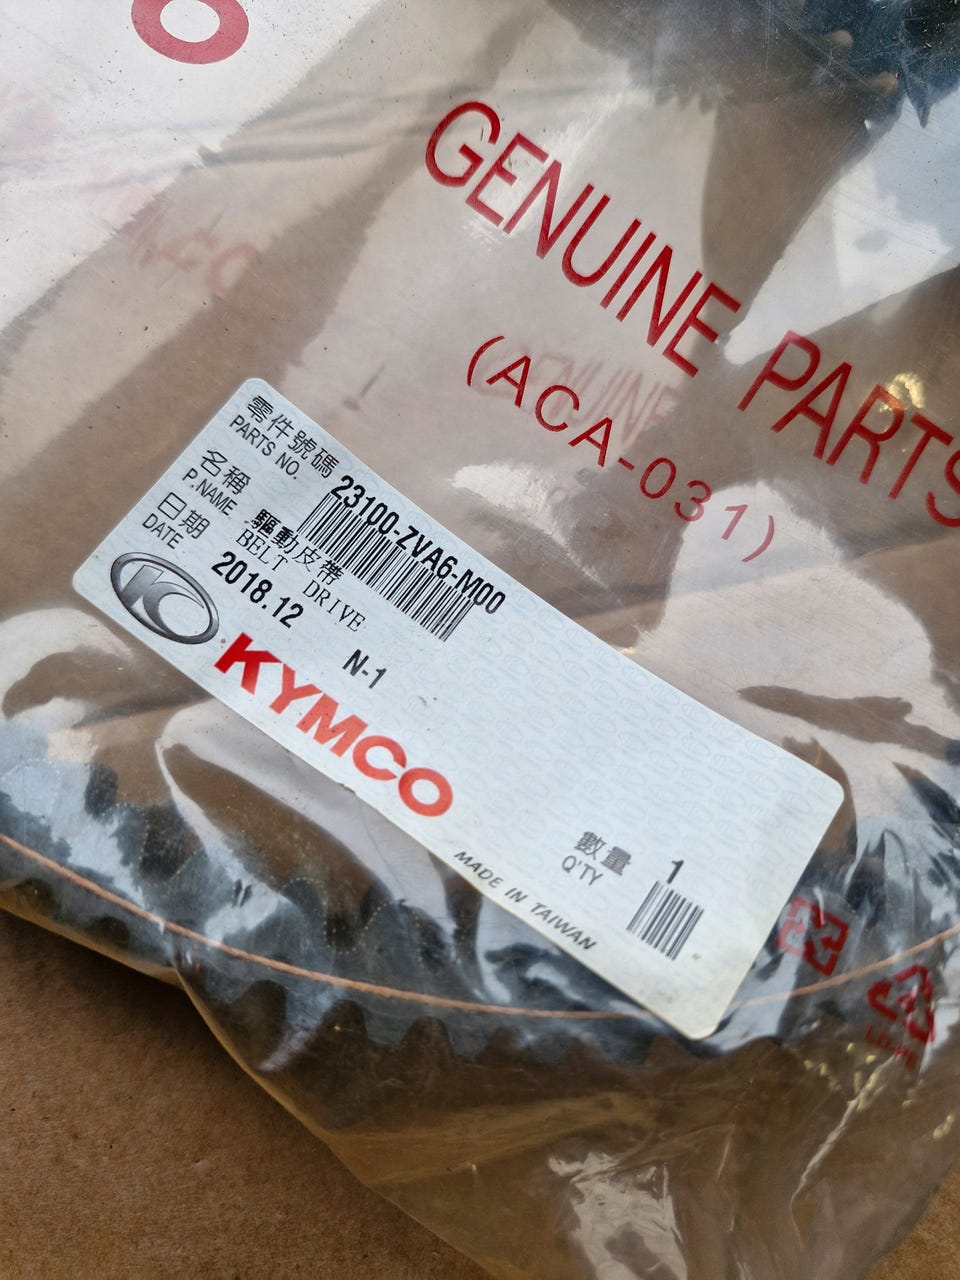 GENUINE PARTS
(ACA-031)
零件號碼
PARTS NO.
23100-ZVA6-M00
名稱
P.NAME
驅動皮帶
BELT DRIVE
日期
DATE
2018.12
N-1
KYMCO
數量
Q'TY
1
MADE IN TAIWAN